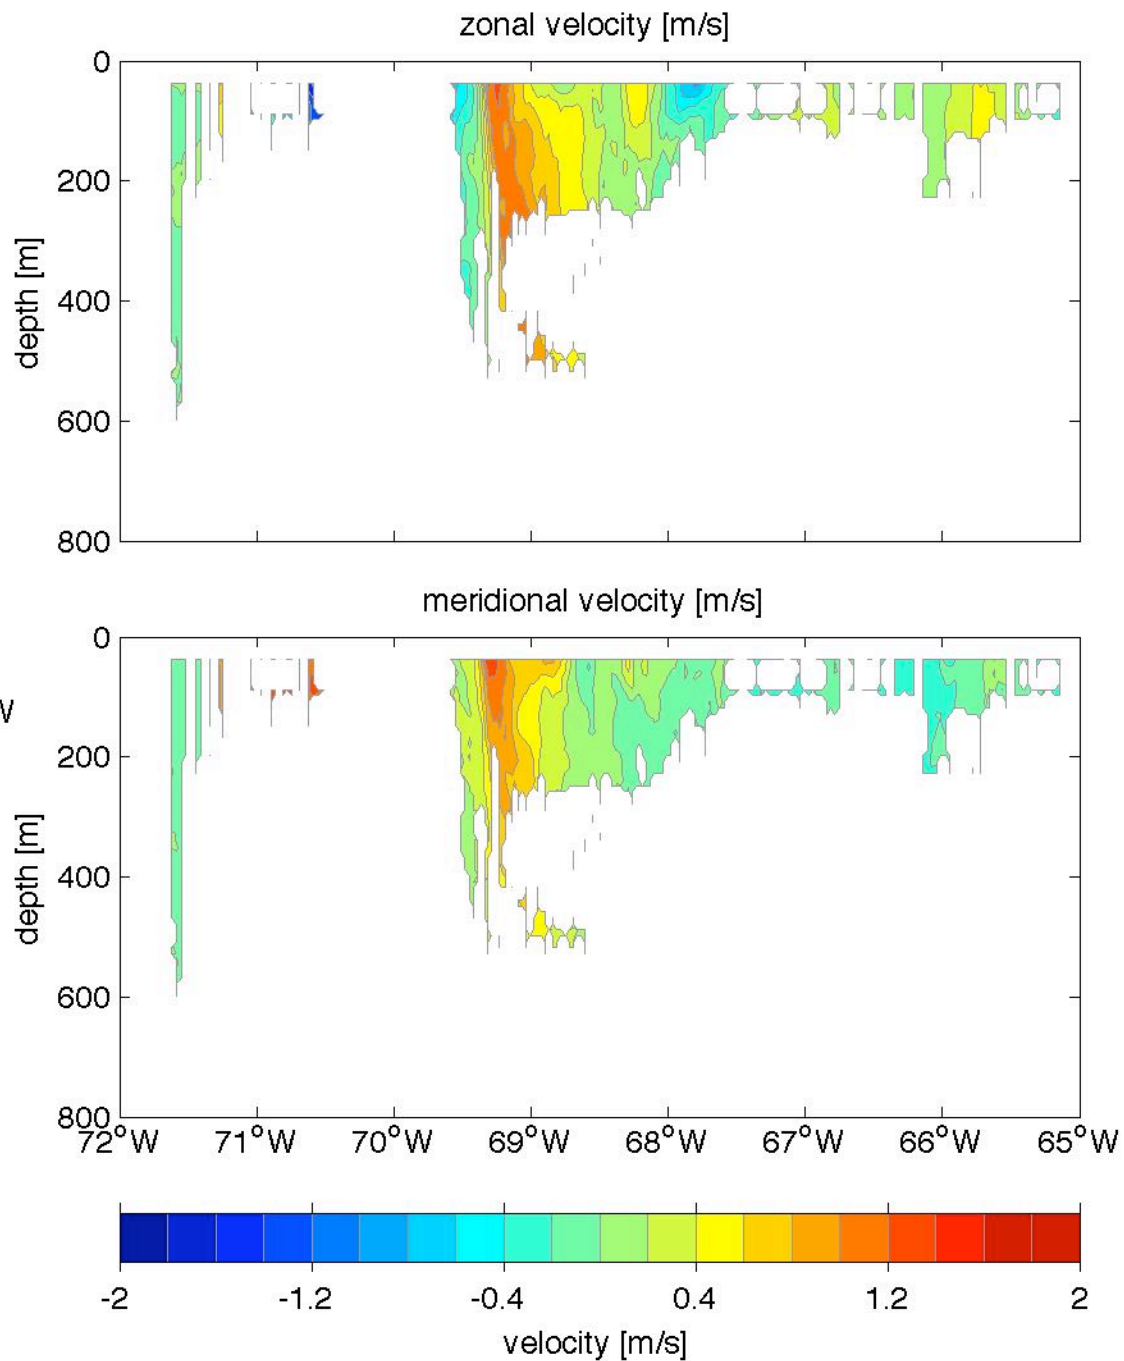 zonal velocity [m/s]
0
200
400
600
800
depth [m]
meridional velocity [m/s]
0
200
400
600
800
depth [m]
W
72°W 71°W 70°W 69°W 68°W 67°W 66°W 65°W
-2 -1.2 -0.4 0.4 1.2 2
velocity [m/s]